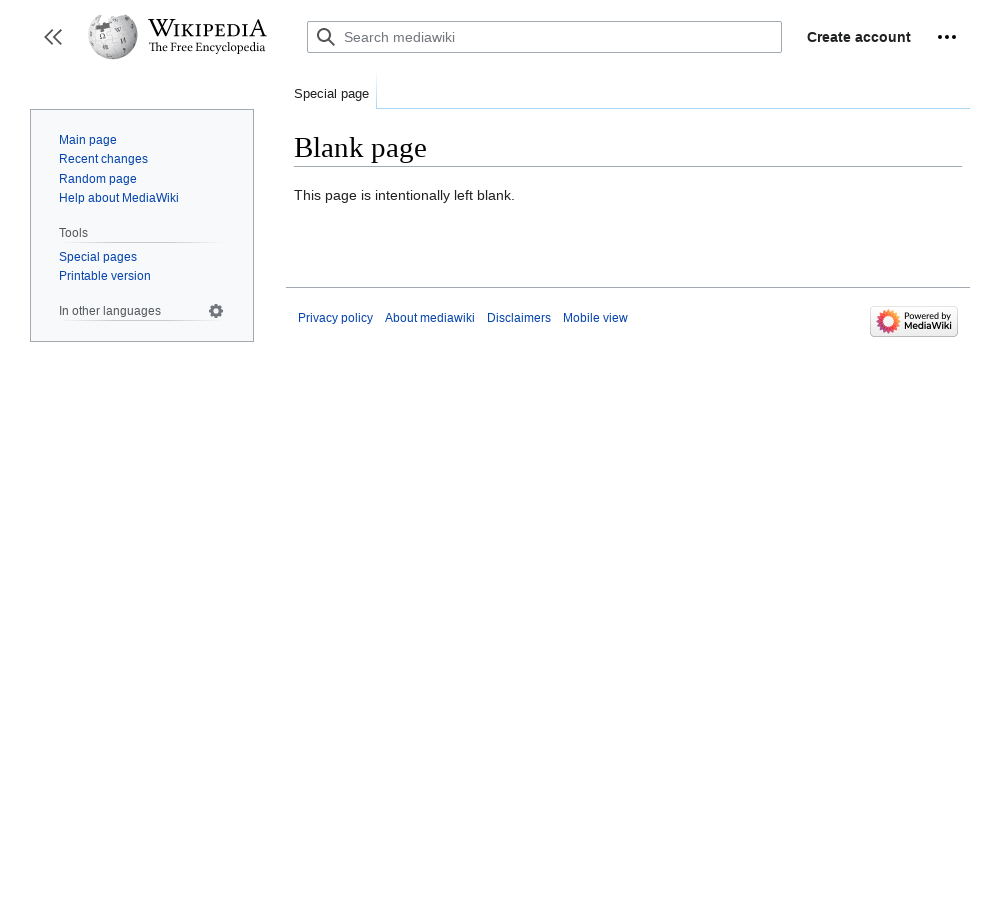 WIKIPEDIA
The Free Encyclopedia
Search mediawiki
Create account
Special page
Main page
Recent changes
Random page
Help about MediaWiki
Tools
Special pages
Printable version
In other languages
Blank page
This page is intentionally left blank.
Privacy policy About mediawiki Disclaimers Mobile view
Powered by
MediaWiki